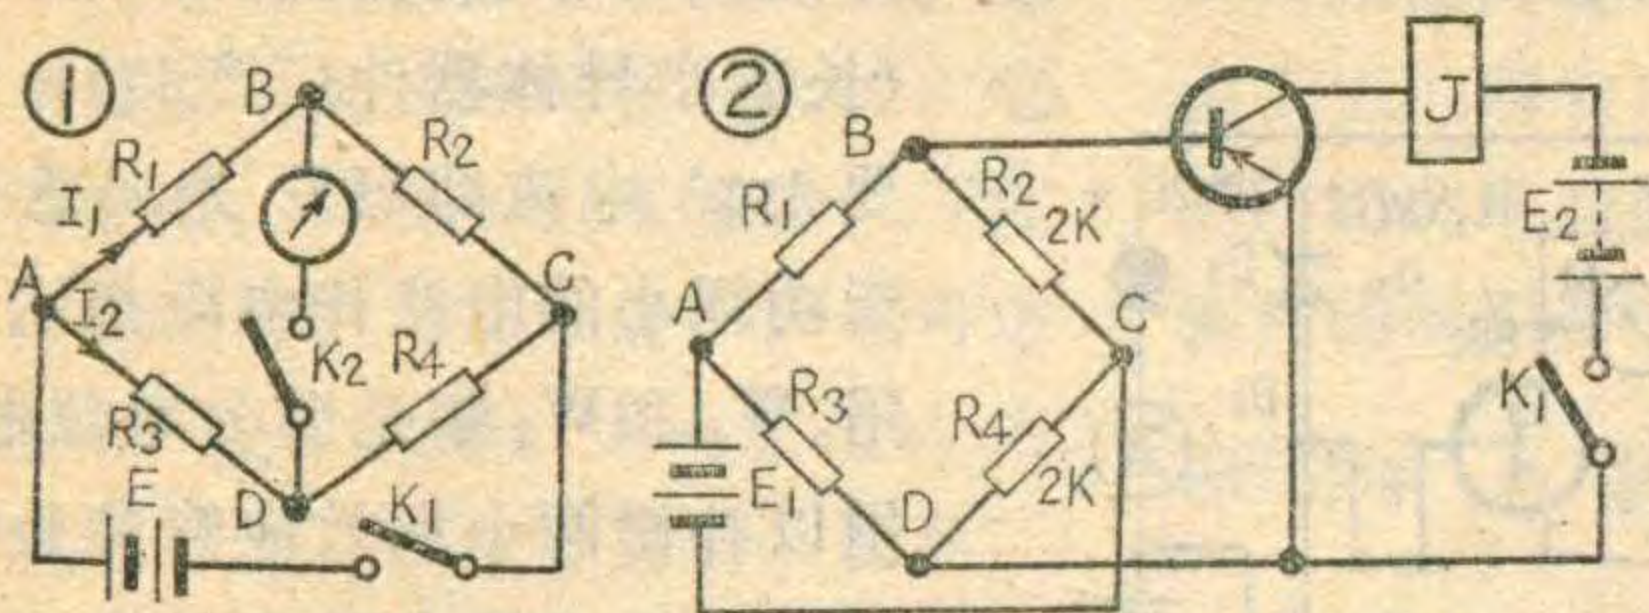 ①
B
R1
R2
I1
A
C
I2
K2
R4
R3
E
D
K1
②
B
J
R1
R2
2K
E2
A
C
R3
R4
K1
E1
2K
D